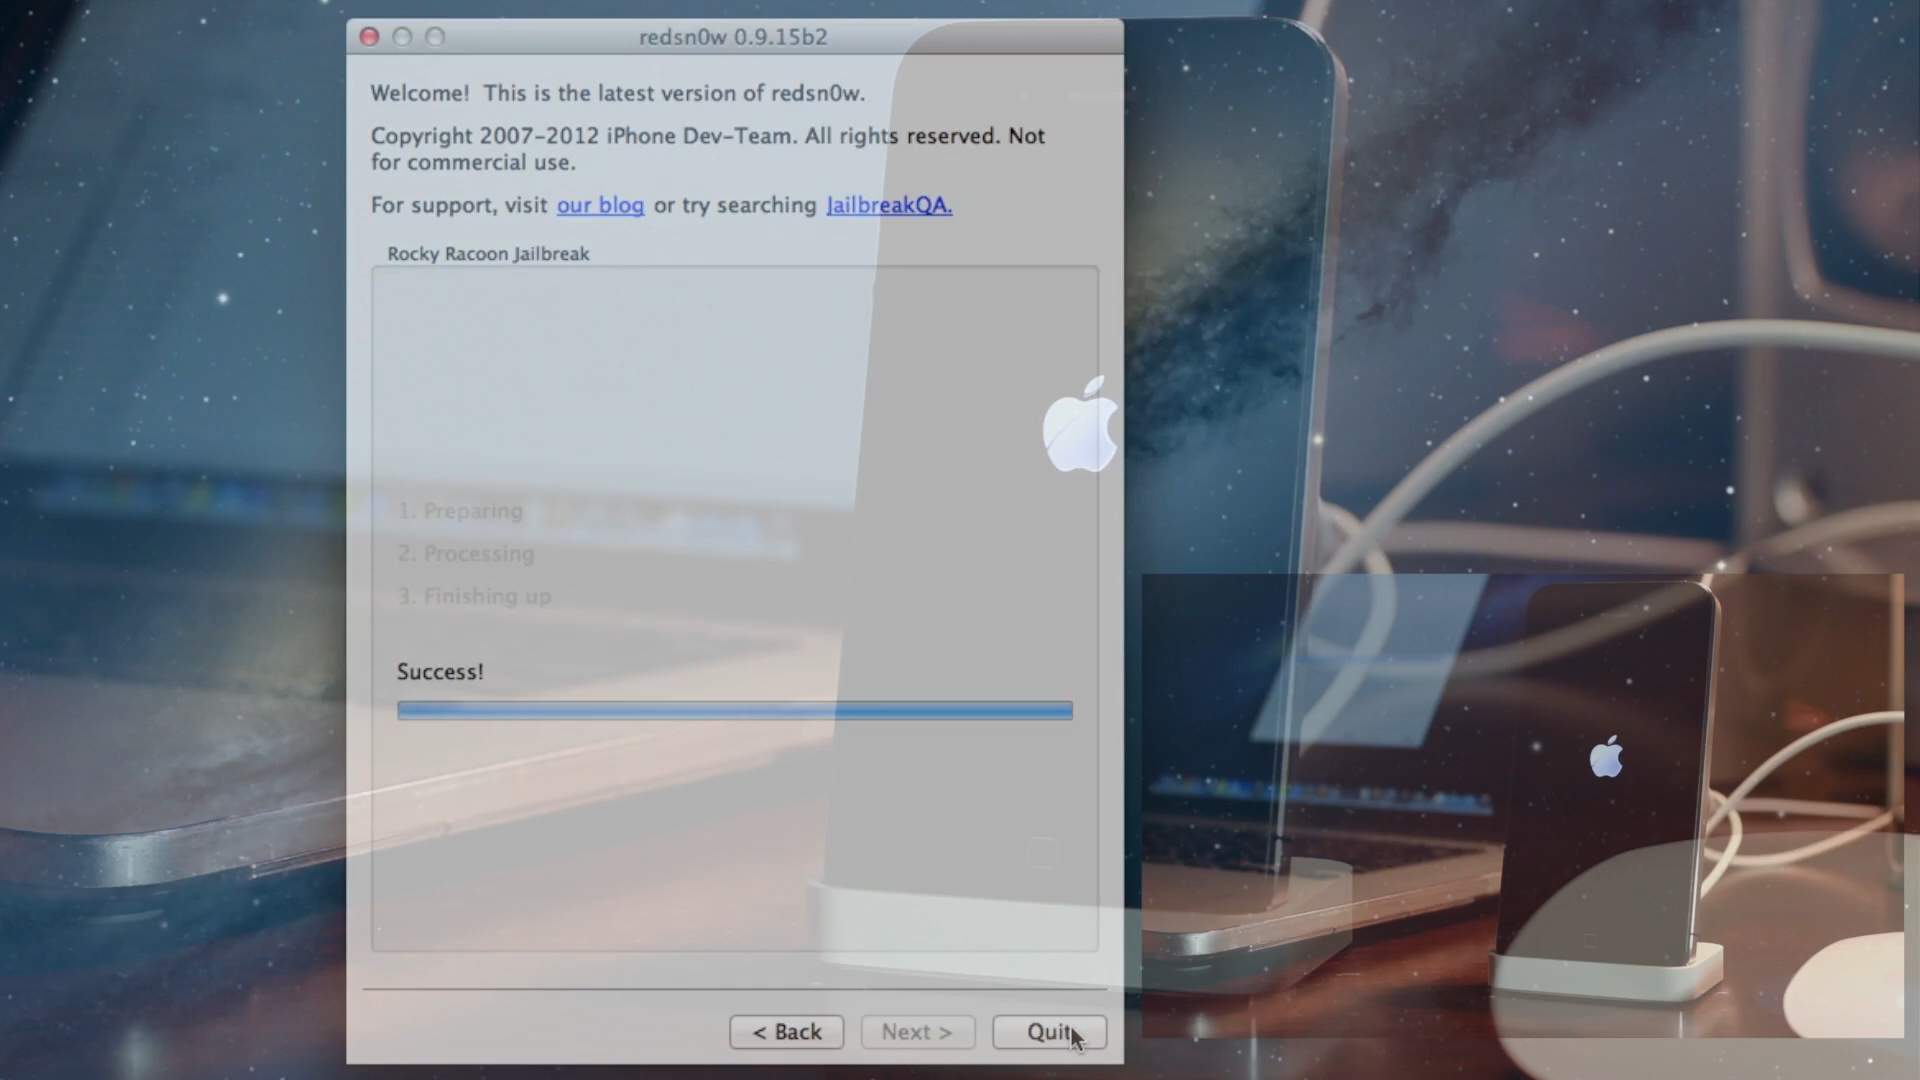 redsn0w 0.9.15b2
Welcome!  This is the latest version of redsn0w.
Copyright 2007-2012 iPhone Dev-Team. All rights reserved. Not
for commercial use.
For support, visit our blog or try searching JailbreakQA.
Rocky Racoon Jailbreak
1. Preparing
2. Processing
3. Finishing up
Success!
< Back
Next >
Quit